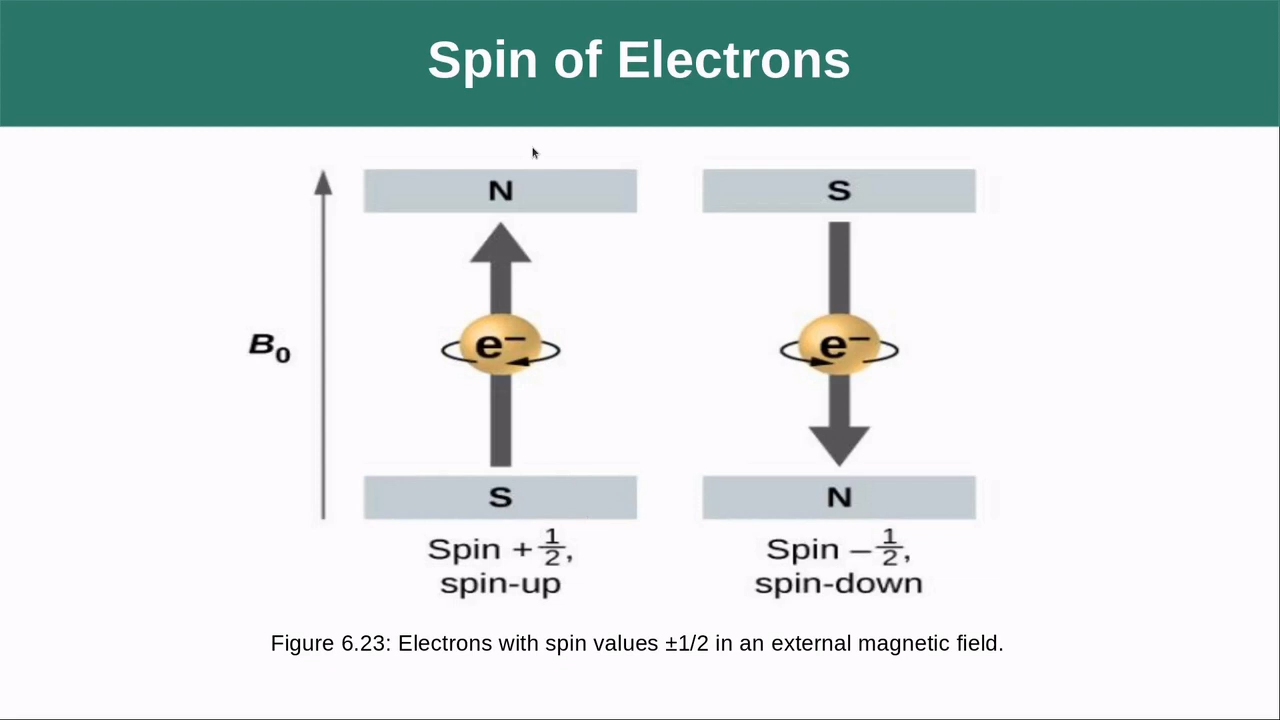 Spin of Electrons
N
S
B₀
e–
e–
S
N
Spin + 1/2,
spin-up
Spin – 1/2,
spin-down
Figure 6.23: Electrons with spin values ±1/2 in an external magnetic field.